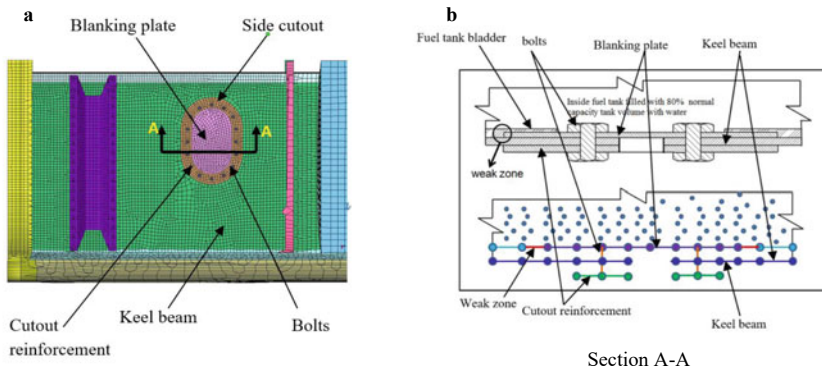 a
Blanking plate
Side cutout
A
A
Cutout
reinforcement
Keel beam
Bolts
b
Fuel tank bladder
bolts
Blanking plate
Keel beam
Inside fuel tank filled with 80% normal
capacity tank volume with water
weak zone
Weak zone
Cutout reinforcement
Keel beam
Section A-A